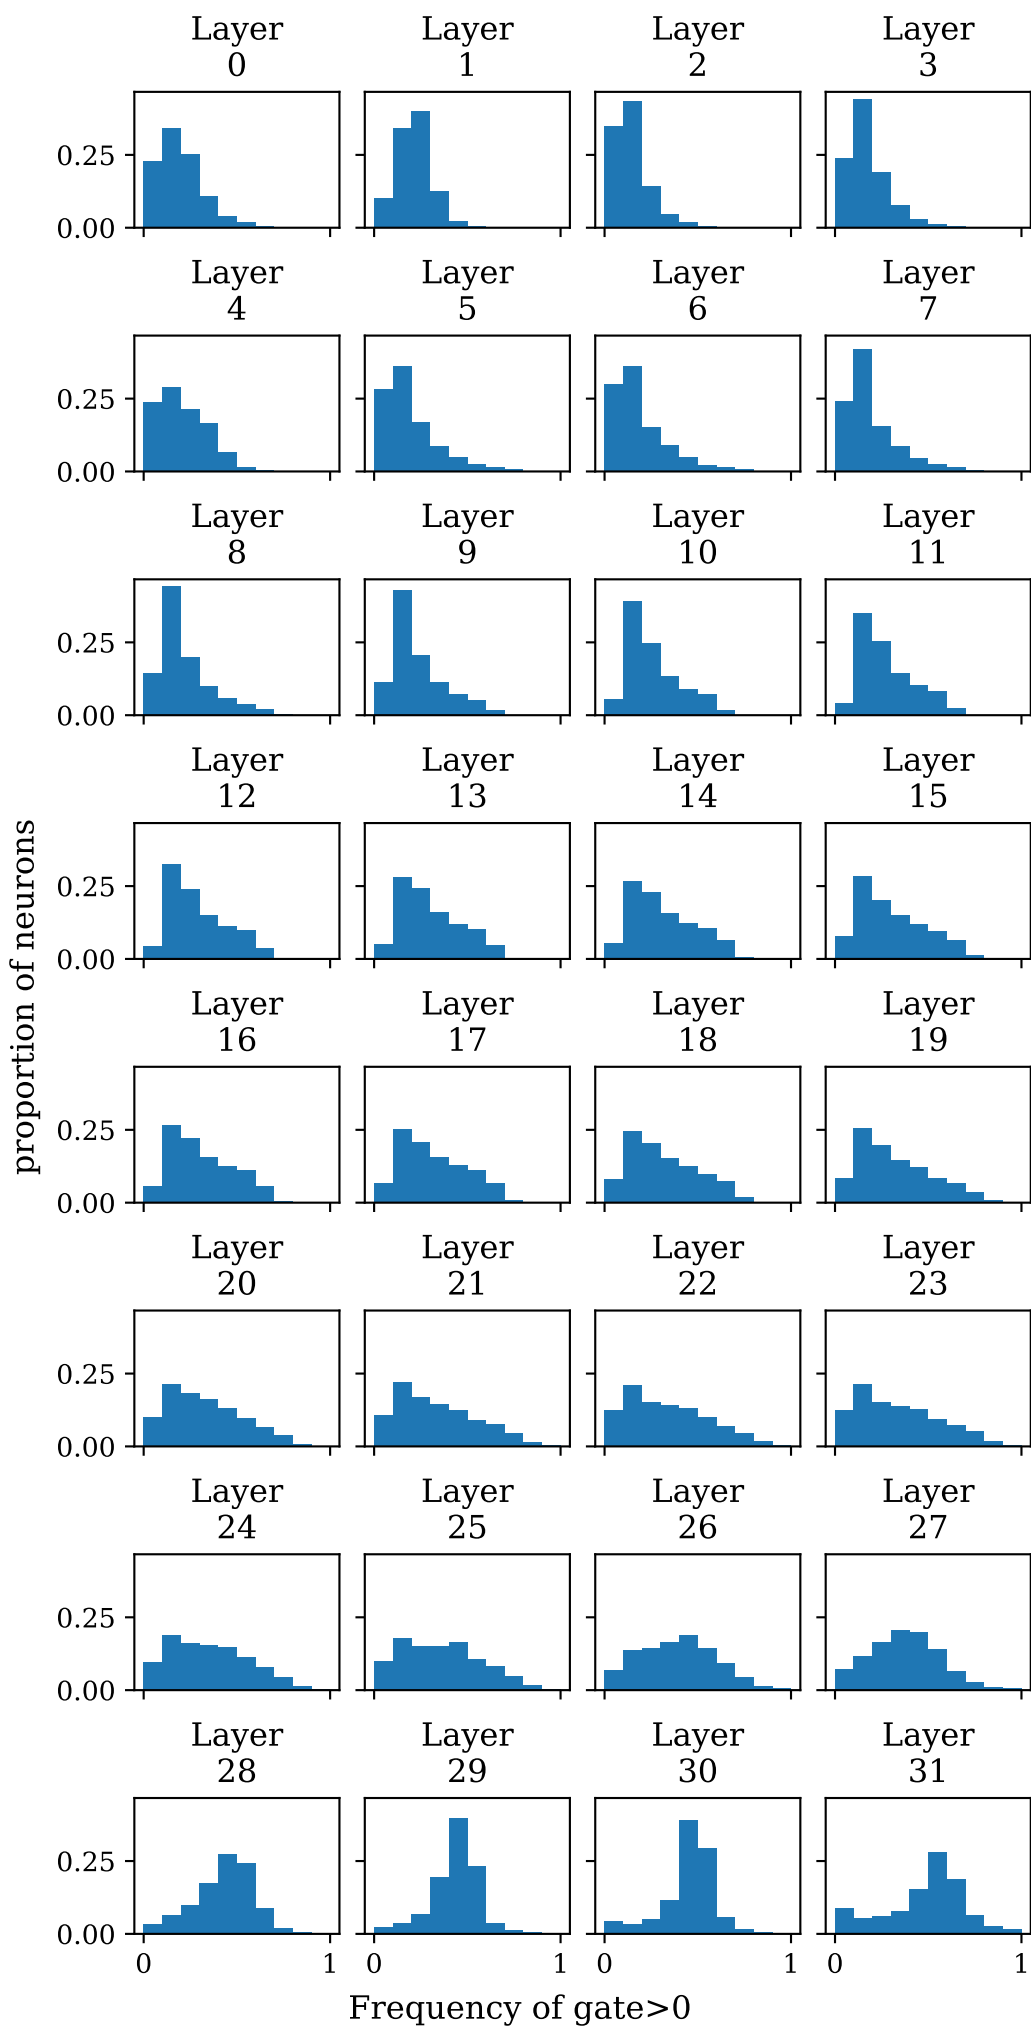 Layer Layer Layer Layer
0 1 2 3
0.25
0.00
Layer Layer Layer Layer
4 5 6 7
0.25
0.00
Layer Layer Layer Layer
8 9 10 11
0.25
0.00
Layer Layer Layer Layer
12 13 14 15
0.25
0.00
proportion of neurons
Layer Layer Layer Layer
16 17 18 19
0.25
0.00
Layer Layer Layer Layer
20 21 22 23
0.25
0.00
Layer Layer Layer Layer
24 25 26 27
0.25
0.00
Layer Layer Layer Layer
28 29 30 31
0.25
0.00
0 1 0 1 0 1 0 1
Frequency of gate>0